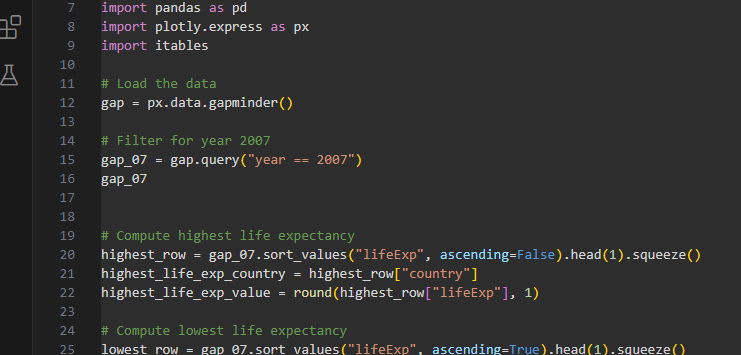 7 import pandas as pd
8 import plotly.express as px
9 import itables
10
11 # Load the data
12 gap = px.data.gapminder()
13
14 # Filter for year 2007
15 gap_07 = gap.query("year == 2007")
16 gap_07
17
18
19 # Compute highest life expectancy
20 highest_row = gap_07.sort_values("lifeExp", ascending=False).head(1).squeeze()
21 highest_life_exp_country = highest_row["country"]
22 highest_life_exp_value = round(highest_row["lifeExp"], 1)
23
24 # Compute lowest life expectancy
25 lowest_row = gap_07.sort_values("lifeExp", ascending=True).head(1).squeeze()